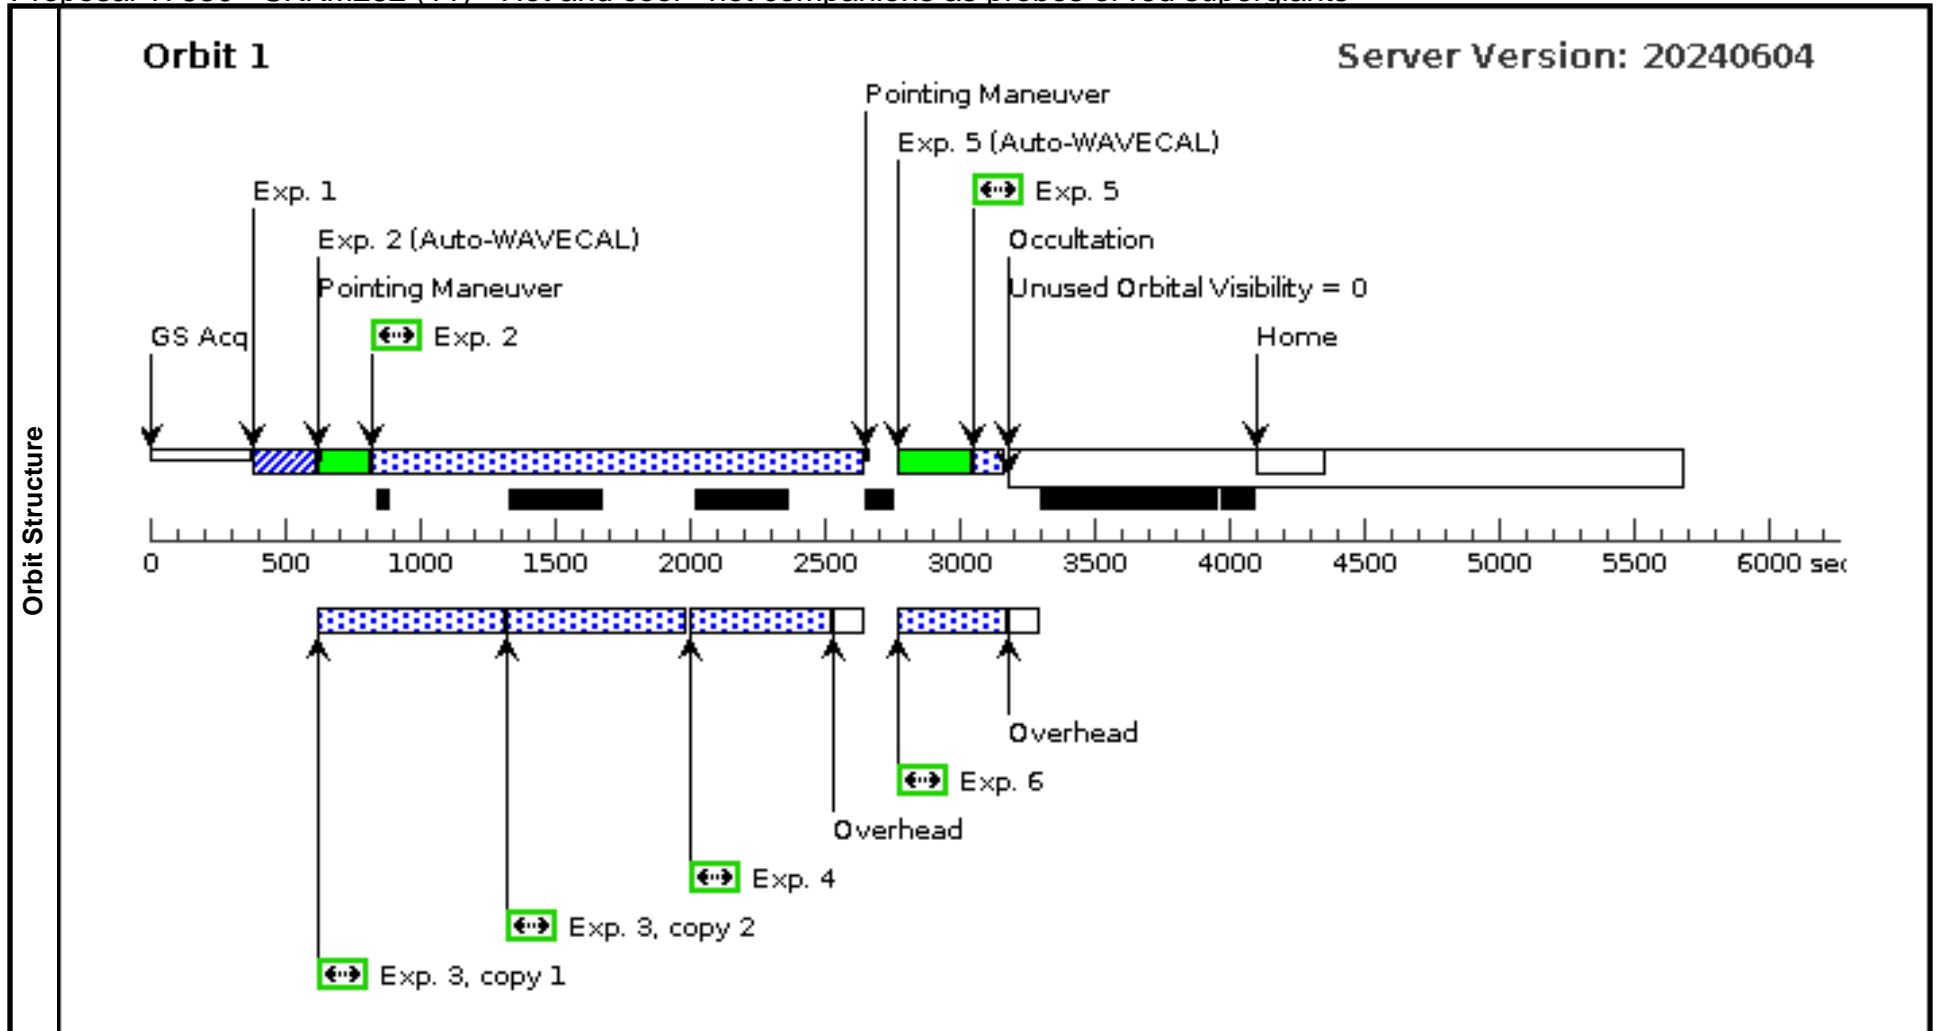 Orbit 1
Server Version: 20240604
Pointing Maneuver
Exp. 5 (Auto-WAVECAL)
Exp. 1
Exp. 5
Exp. 2 (Auto-WAVECAL)
Occultation
Pointing Maneuver
Unused Orbital Visibility = 0
GS Acq
Exp. 2
Home
Orbit Structure
0 500 1000 1500 2000 2500 3000 3500 4000 4500 5000 5500 6000
Overhead
Exp. 6
Overhead
Exp. 4
Exp. 3, copy 2
Exp. 3, copy 1